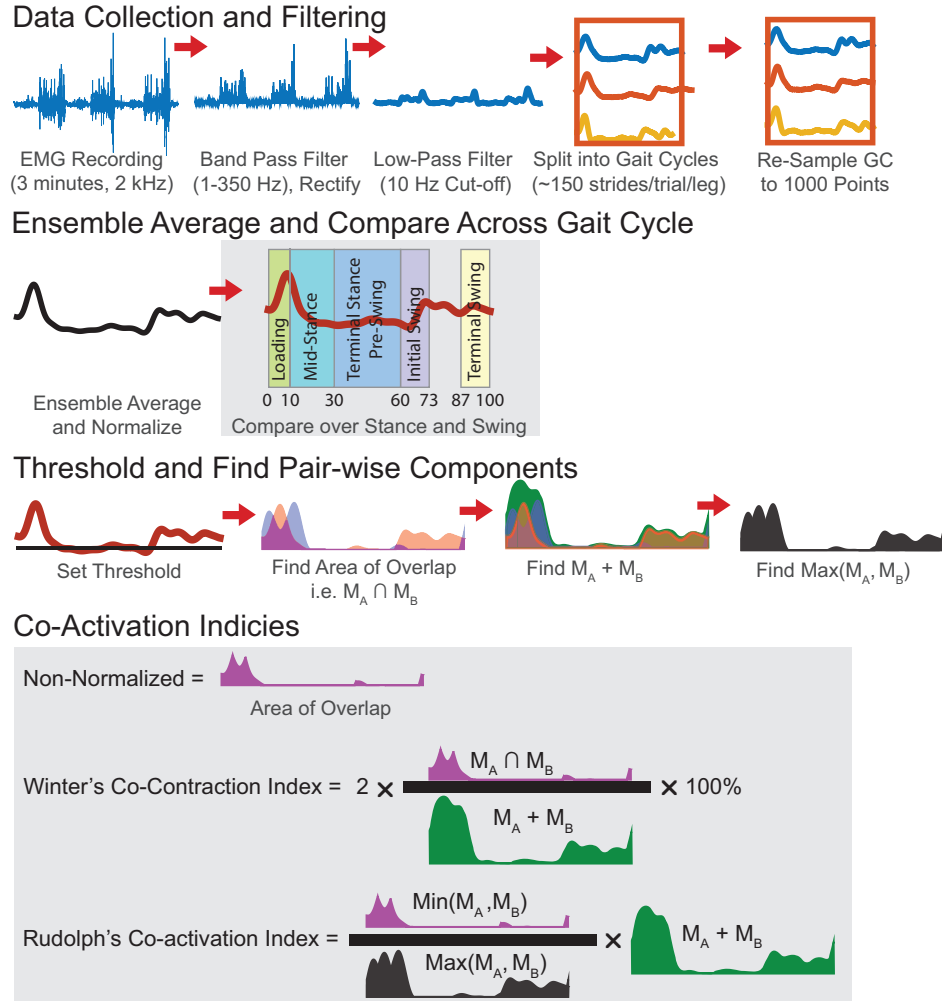 Data Collection and Filtering
EMG Recording
(3 minutes, 2 kHz)
Band Pass Filter
(1-350 Hz), Rectify
Low-Pass Filter
(10 Hz Cut-off)
Split into Gait Cycles
(~150 strides/trial/leg)
Re-Sample GC
to 1000 Points
Ensemble Average and Compare Across Gait Cycle
Ensemble Average
and Normalize
Loading
Mid-Stance
Terminal Stance
Pre-Swing
Initial Swing
Terminal Swing
0 10 30 60 73 87 100
Compare over Stance and Swing
Threshold and Find Pair-wise Components
Set Threshold
Find Area of Overlap
i.e. M_A ∩ M_B
Find M_A + M_B
Find Max(M_A, M_B)
Co-Activation Indicies
Non-Normalized =
Area of Overlap
Winter's Co-Contraction Index = 2 × M_A ∩ M_B × 100%
M_A + M_B
Rudolph's Co-activation Index = Min(M_A, M_B) × M_A + M_B
Max(M_A, M_B)